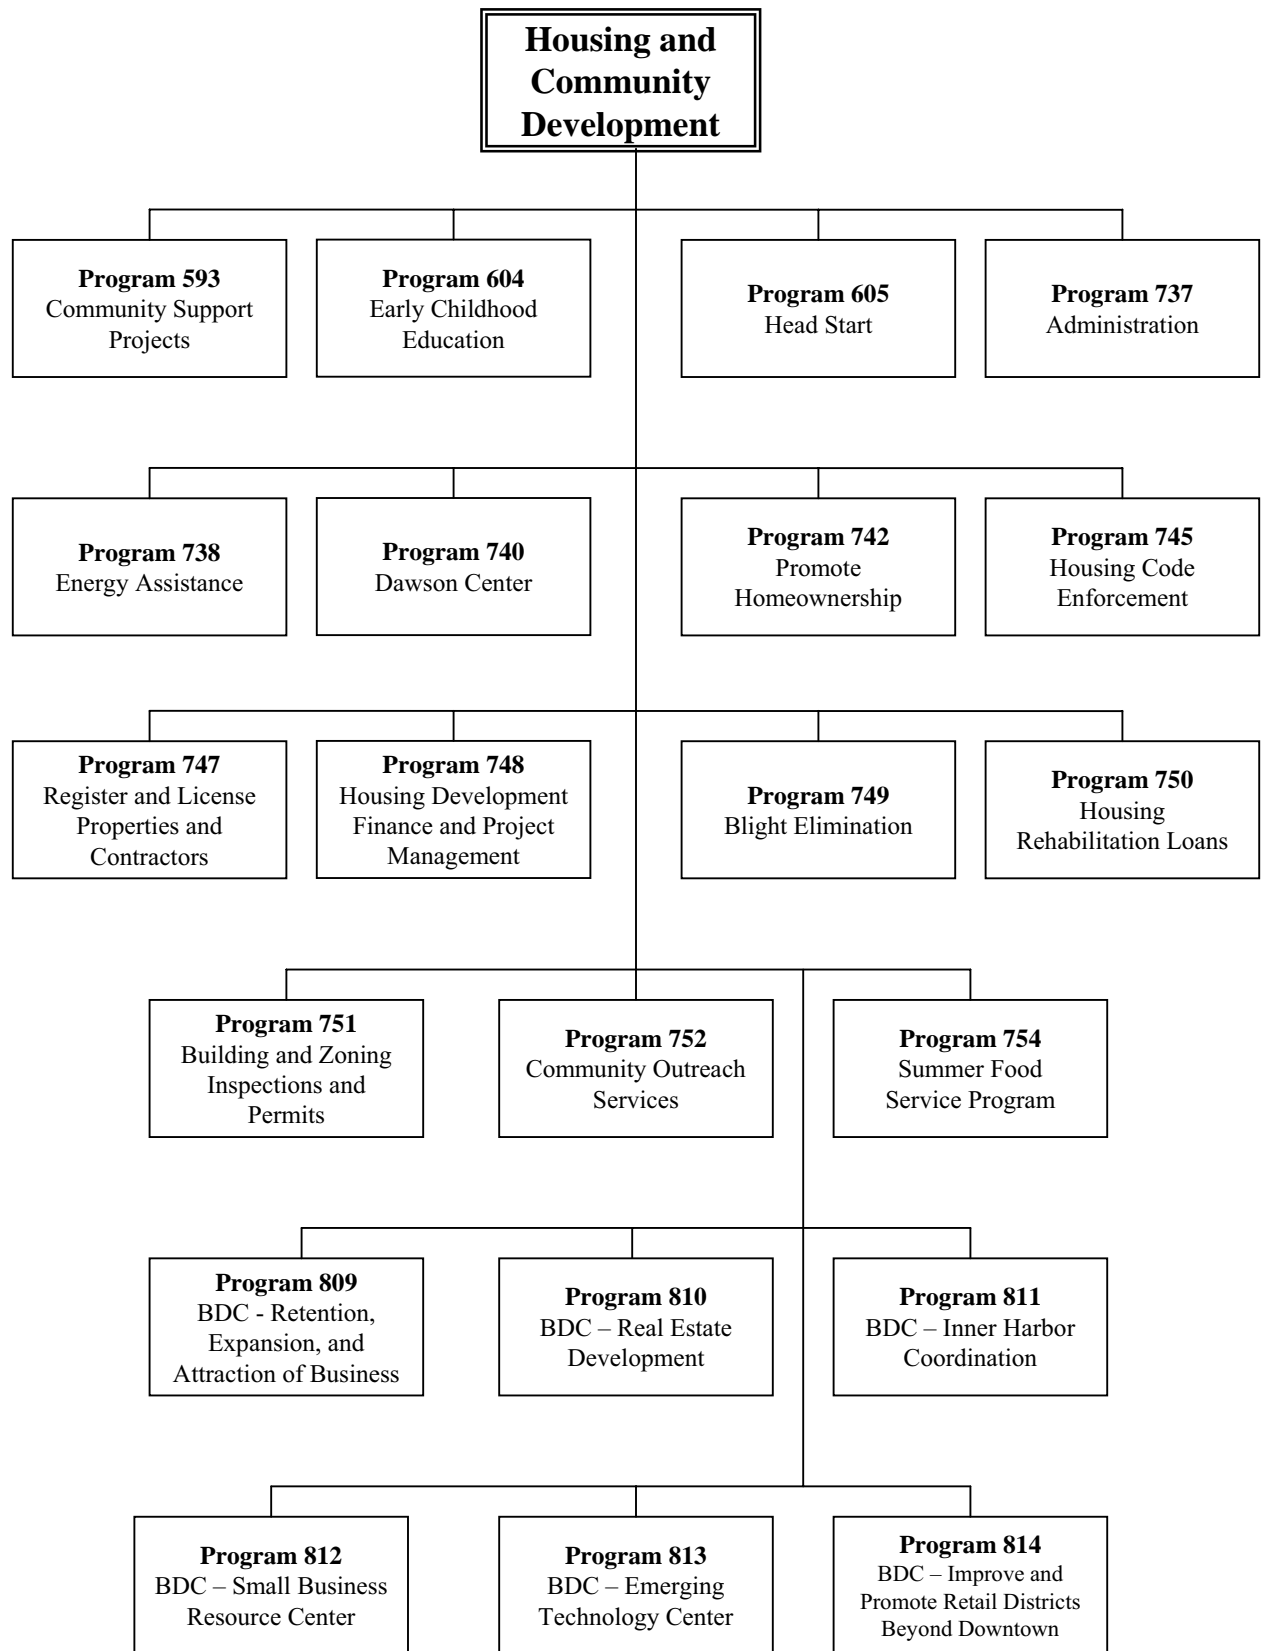 Housing and
Community
Development
Program 593
Community Support
Projects
Program 604
Early Childhood
Education
Program 605
Head Start
Program 737
Administration
Program 738
Energy Assistance
Program 740
Dawson Center
Program 742
Promote
Homeownership
Program 745
Housing Code
Enforcement
Program 747
Register and License
Properties and
Contractors
Program 748
Housing Development
Finance and Project
Management
Program 749
Blight Elimination
Program 750
Housing
Rehabilitation Loans
Program 751
Building and Zoning
Inspections and
Permits
Program 752
Community Outreach
Services
Program 754
Summer Food
Service Program
Program 809
BDC - Retention,
Expansion, and
Attraction of Business
Program 810
BDC – Real Estate
Development
Program 811
BDC – Inner Harbor
Coordination
Program 812
BDC – Small Business
Resource Center
Program 813
BDC – Emerging
Technology Center
Program 814
BDC – Improve and
Promote Retail Districts
Beyond Downtown